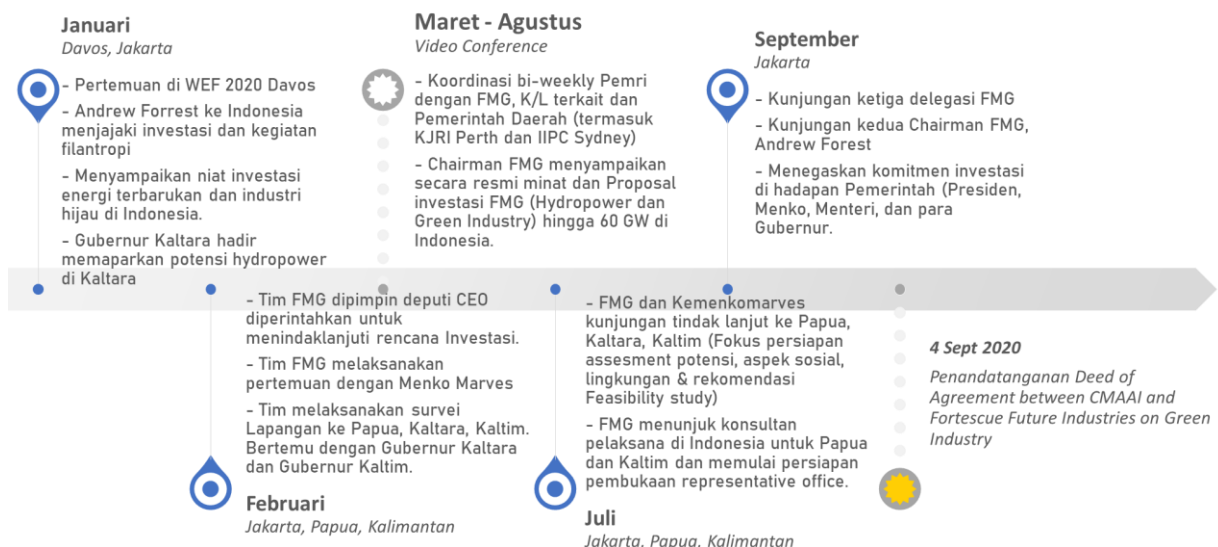 Januari
Davos, Jakarta
- Pertemuan di WEF 2020 Davos
- Andrew Forrest ke Indonesia
menjajaki investasi dan kegiatan
filantropi
- Menyampaikan niat investasi
energi terbarukan dan industri
hijau di Indonesia.
- Gubernur Kaltara hadir
memaparkan potensi hydropower
di Kaltara
- Tim FMG dipimpin deputi CEO
diperintahkan untuk
menindaklanjuti rencana Investasi.
- Tim FMG melaksanakan
pertemuan dengan Menko Marves
- Tim melaksanakan survei
Lapangan ke Papua, Kaltara, Kaltim.
Bertemu dengan Gubernur Kaltara
dan Gubernur Kaltim.
Februari
Jakarta, Papua, Kalimantan
Maret - Agustus
Video Conference
- Koordinasi bi-weekly Pemri
dengan FMG, K/L terkait dan
Pemerintah Daerah (termasuk
KJRI Perth dan IIPC Sydney)
- Chairman FMG menyampaikan
secara resmi minat dan Proposal
investasi FMG (Hydropower dan
Green Industry) hingga 60 GW di
Indonesia.
- FMG dan Kemenkomarves
kunjungan tindak lanjut ke Papua,
Kaltara, Kaltim (Fokus persiapan
assesment potensi, aspek sosial,
lingkungan & rekomendasi
Feasibility study)
- FMG menunjuk konsultan
pelaksana di Indonesia untuk Papua
dan Kaltim dan memulai persiapan
pembukaan representative office.
Juli
Jakarta, Papua, Kalimantan
September
Jakarta
- Kunjungan ketiga delegasi FMG
- Kunjungan kedua Chairman FMG,
Andrew Forest
- Menegaskan komitmen investasi
di hadapan Pemerintah (Presiden,
Menko, Menteri, dan para
Gubernur.
4 Sept 2020
Penandatanganan Deed of
Agreement between CMAAI and
Fortescue Future Industries on Green
Industry